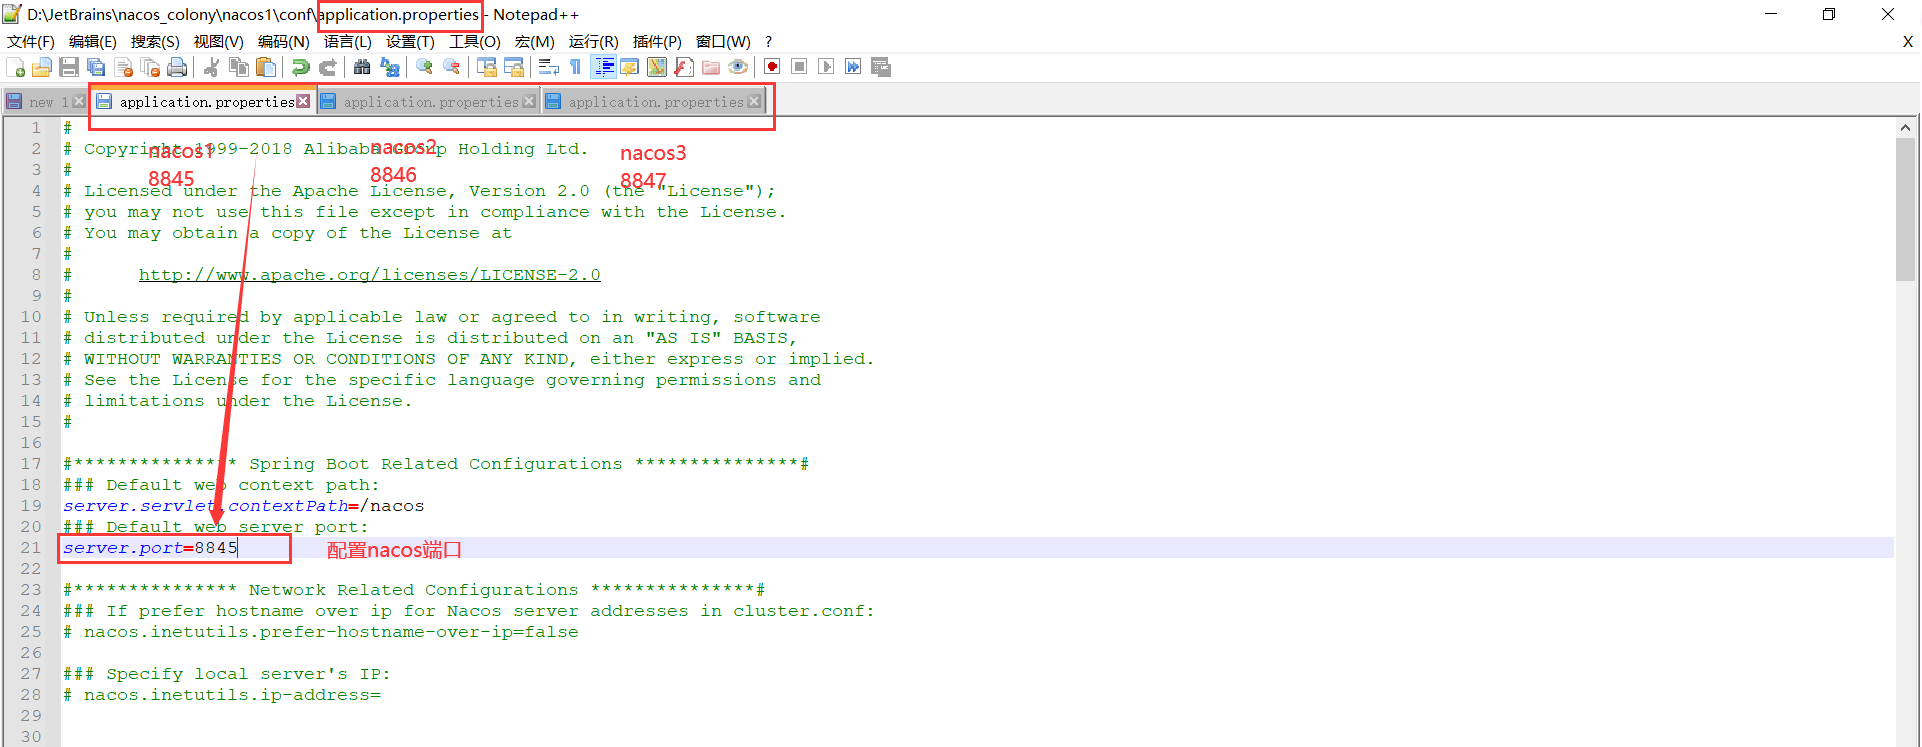 D:\JetBrains\nacos_colony\nacos1\conf\application.properties - Notepad++
文件(F) 编辑(E) 搜索(S) 视图(V) 编码(N) 语言(L) 设置(T) 工具(O) 宏(M) 运行(R) 插件(P) 窗口(W) ? X
new 1 application.properties application.properties application.properties
1 #
2 # Copyright 1999-2018 Alibaba Group Holding Ltd.
nacos1 nacos2 nacos3
3 #
8845 8846 8847
4 # Licensed under the Apache License, Version 2.0 (the "License");
5 # you may not use this file except in compliance with the License.
6 # You may obtain a copy of the License at
7 #
8 # http://www.apache.org/licenses/LICENSE-2.0
9 #
10 # Unless required by applicable law or agreed to in writing, software
11 # distributed under the License is distributed on an "AS IS" BASIS,
12 # WITHOUT WARRANTIES OR CONDITIONS OF ANY KIND, either express or implied.
13 # See the License for the specific language governing permissions and
14 # limitations under the License.
15 #
16
17 #*************** Spring Boot Related Configurations ***************#
18 ### Default web context path:
19 server.servlet.contextPath=/nacos
20 ### Default web server port:
21 server.port=8845 配置nacos端口
22
23 #*************** Network Related Configurations ***************#
24 ### If prefer hostname over ip for Nacos server addresses in cluster.conf:
25 # nacos.inetutils.prefer-hostname-over-ip=false
26
27 ### Specify local server's IP:
28 # nacos.inetutils.ip-address=
29
30